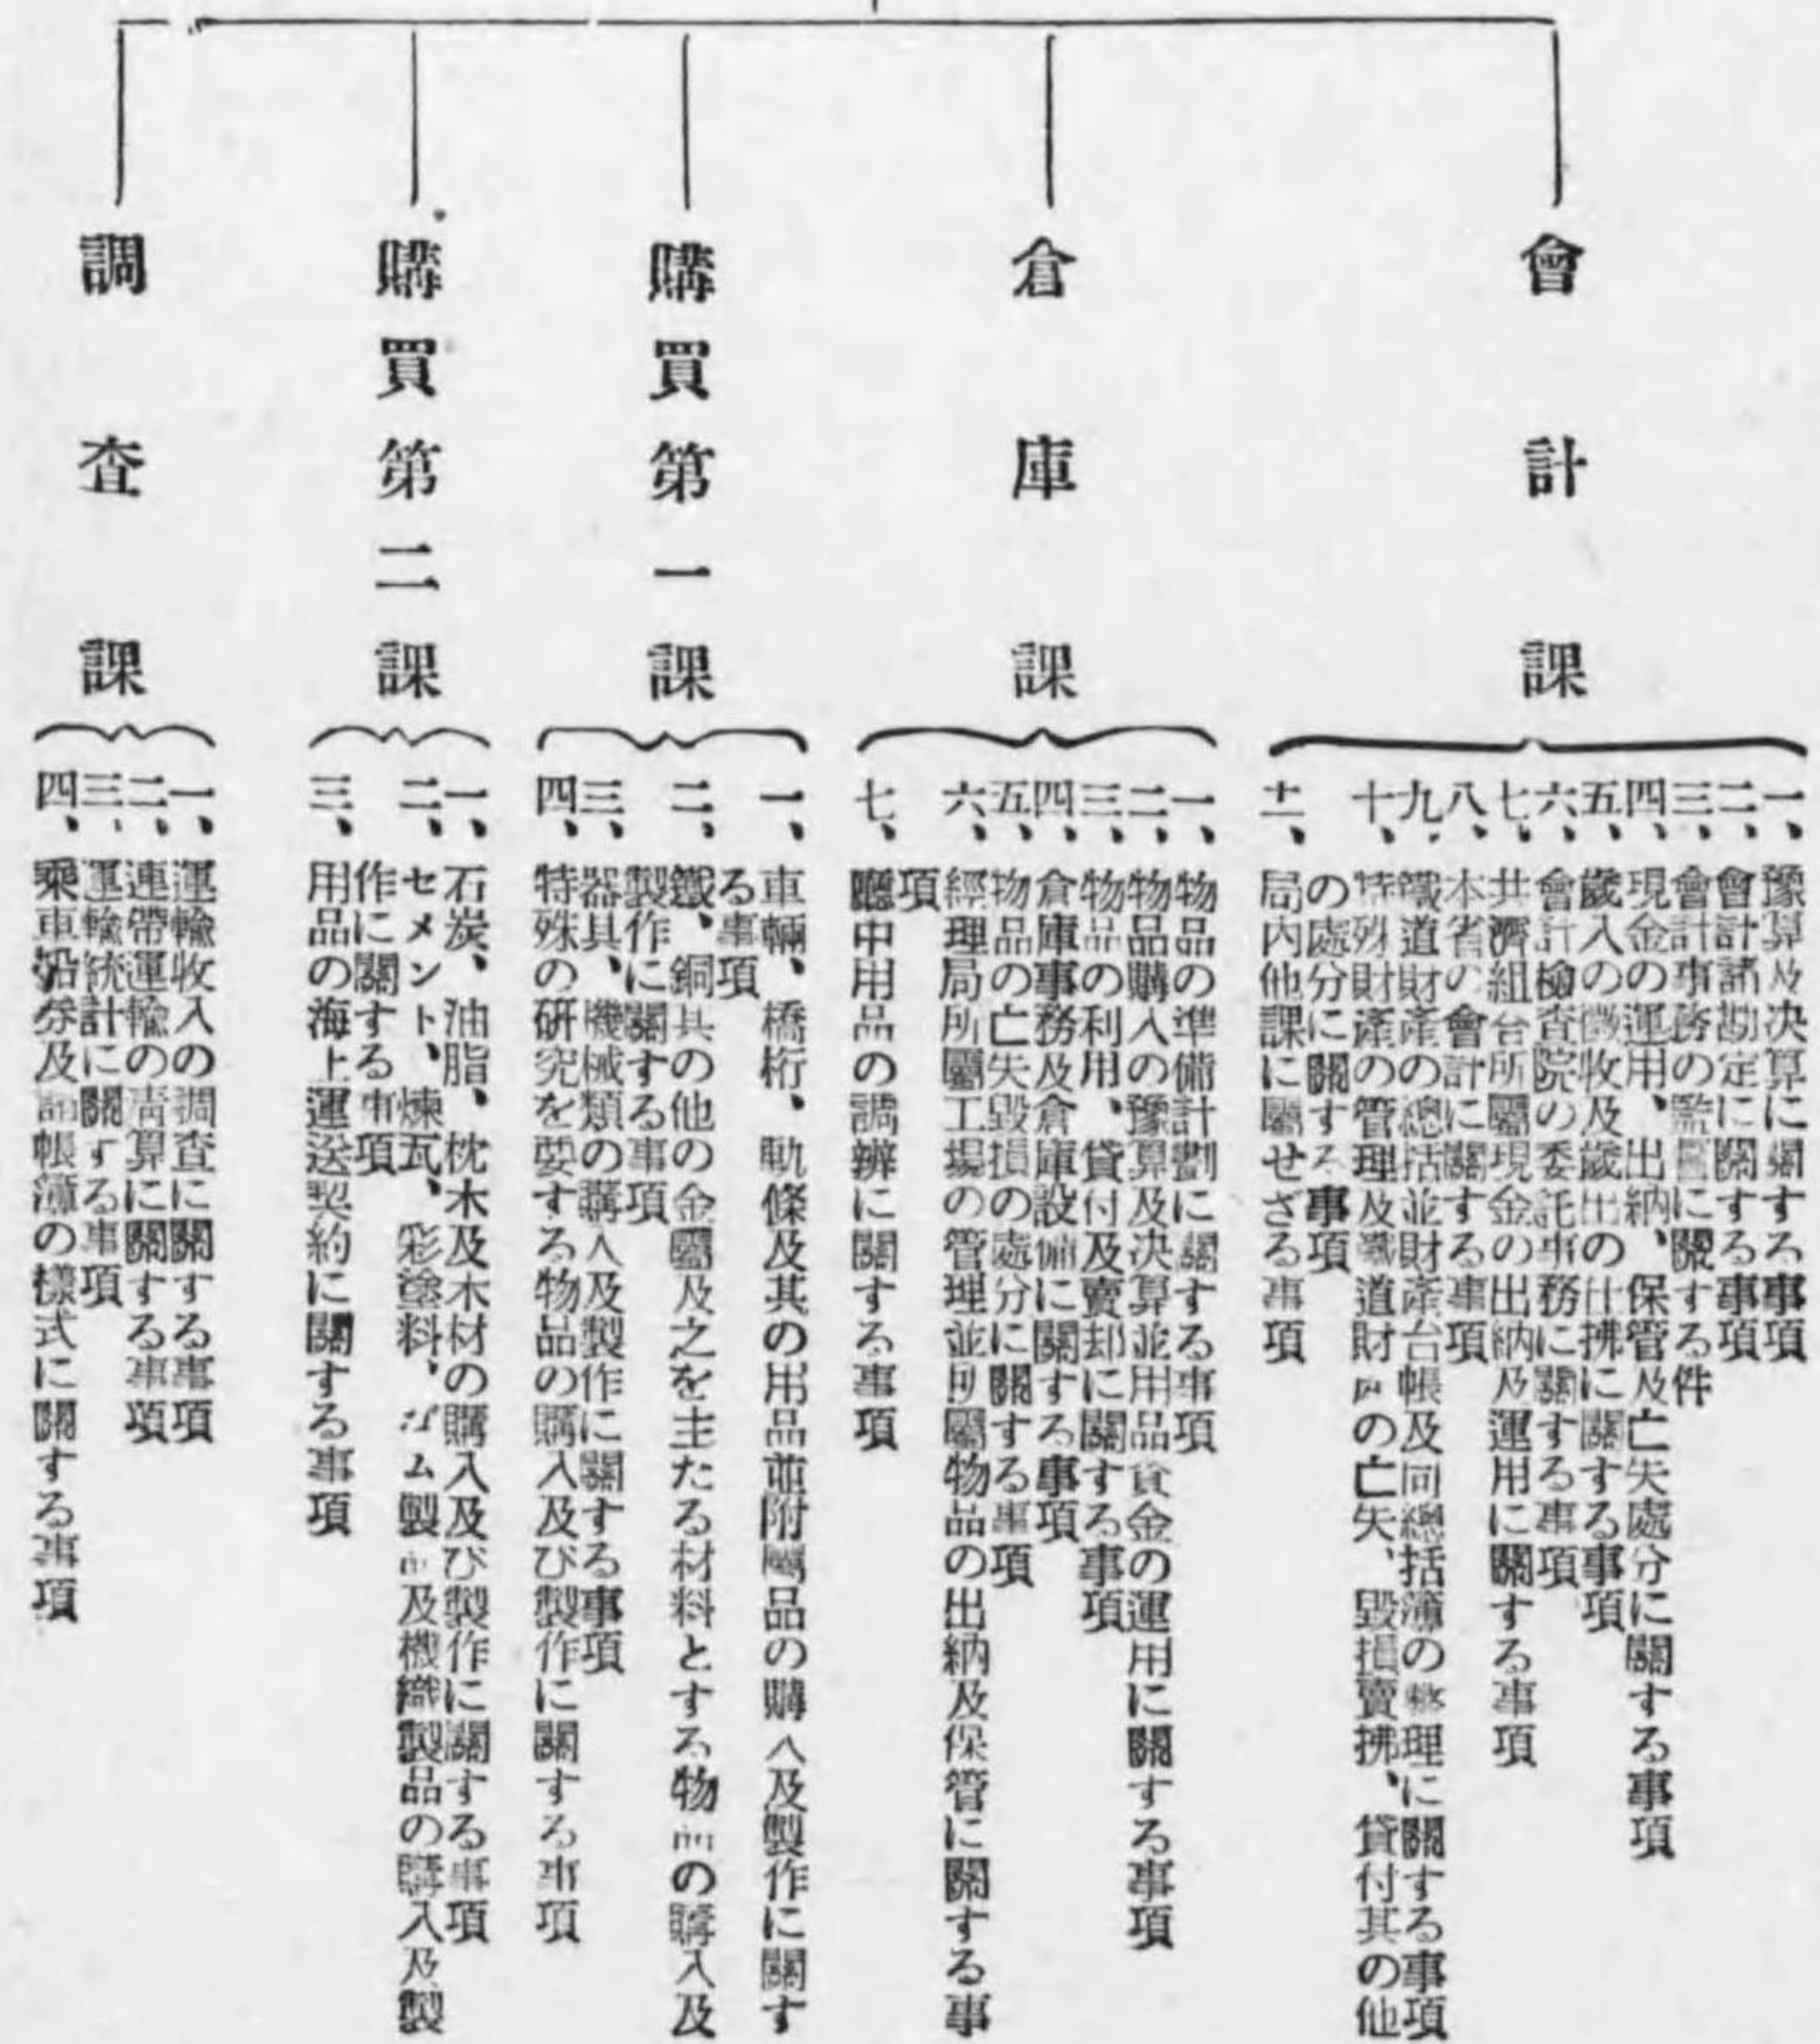 會計課
一、豫算及決算に關する事項
二、會計諸勘定に關する事項
三、會計事務の監督に關する件
四、現金の運用、出納、保管及亡失處分に關する事項
五、歲入の徵收及歲出の仕拂に關する事項
六、會計檢査院の委託事務に關する事項
七、共濟組合所屬現金の出納及運用に關する事項
八、本省の會計に關する事項
九、鐵道財產の總括並財產台帳及同總括簿の整理に關する事項
十、特殊財產の管理及鐵道財產の亡失、毀損賣拂、貸付其の他
の處分に關する事項
十一、局内他課に屬せざる事項
倉庫課
一、物品の準備計劃に關する事項
二、物品購入の豫算及決算並用品資金の運用に關する事項
三、物品の利用、貸付及賣却に關する事項
四、倉庫事務及倉庫設備に關する事項
五、物品の亡失毀損の處分に關する事項
六、經理局所屬工場の管理並所屬物品の出納及保管に關する事
項
七、廳中用品の調辨に關する事項
購買第一課
一、車輛、橋桁、軌條及其の用品並附屬品の購入及製作に關す
る事項
二、鐵、銅其の他の金屬及之を主たる材料とする物品の購入及
製作に關する事項
三、器具、機械類の購入及製作に關する事項
四、特殊の研究を要する物品の購入及び製作に關する事項
購買第二課
一、石炭、油脂、枕木及木材の購入及び製作に關する事項
二、セメント、煉瓦、彩塗料、ゴム製品及機織製品の購入及製
作に關する事項
三、用品の海上運送契約に關する事項
調査課
一、運輸收入の調査に關する事項
二、連帶運輸の淸算に關する事項
三、運輸統計に關する事項
四、乘車船券及諸帳簿の樣式に關する事項